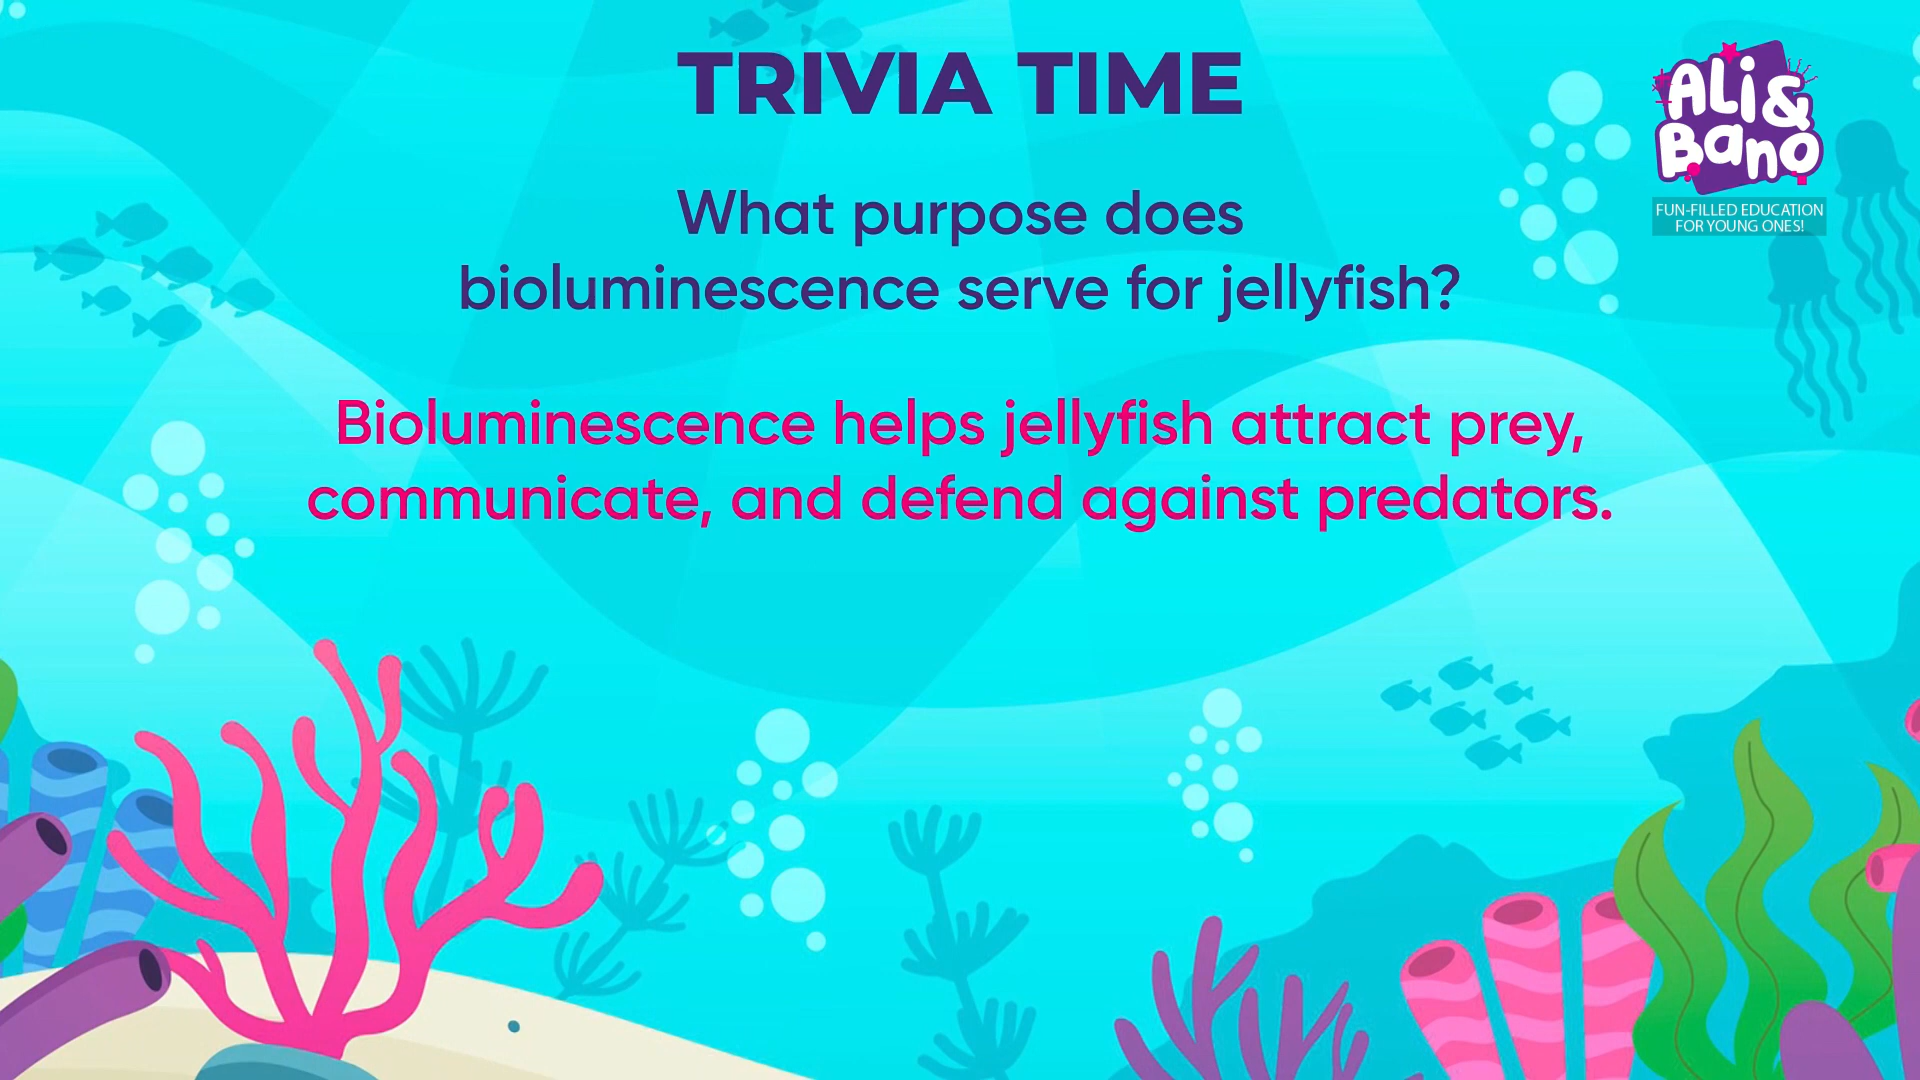 TRIVIA TIME
ALi &
Bano
FUN-FILLED EDUCATION
FOR YOUNG ONES!
What purpose does
bioluminescence serve for jellyfish?
Bioluminescence helps jellyfish attract prey,
communicate, and defend against predators.